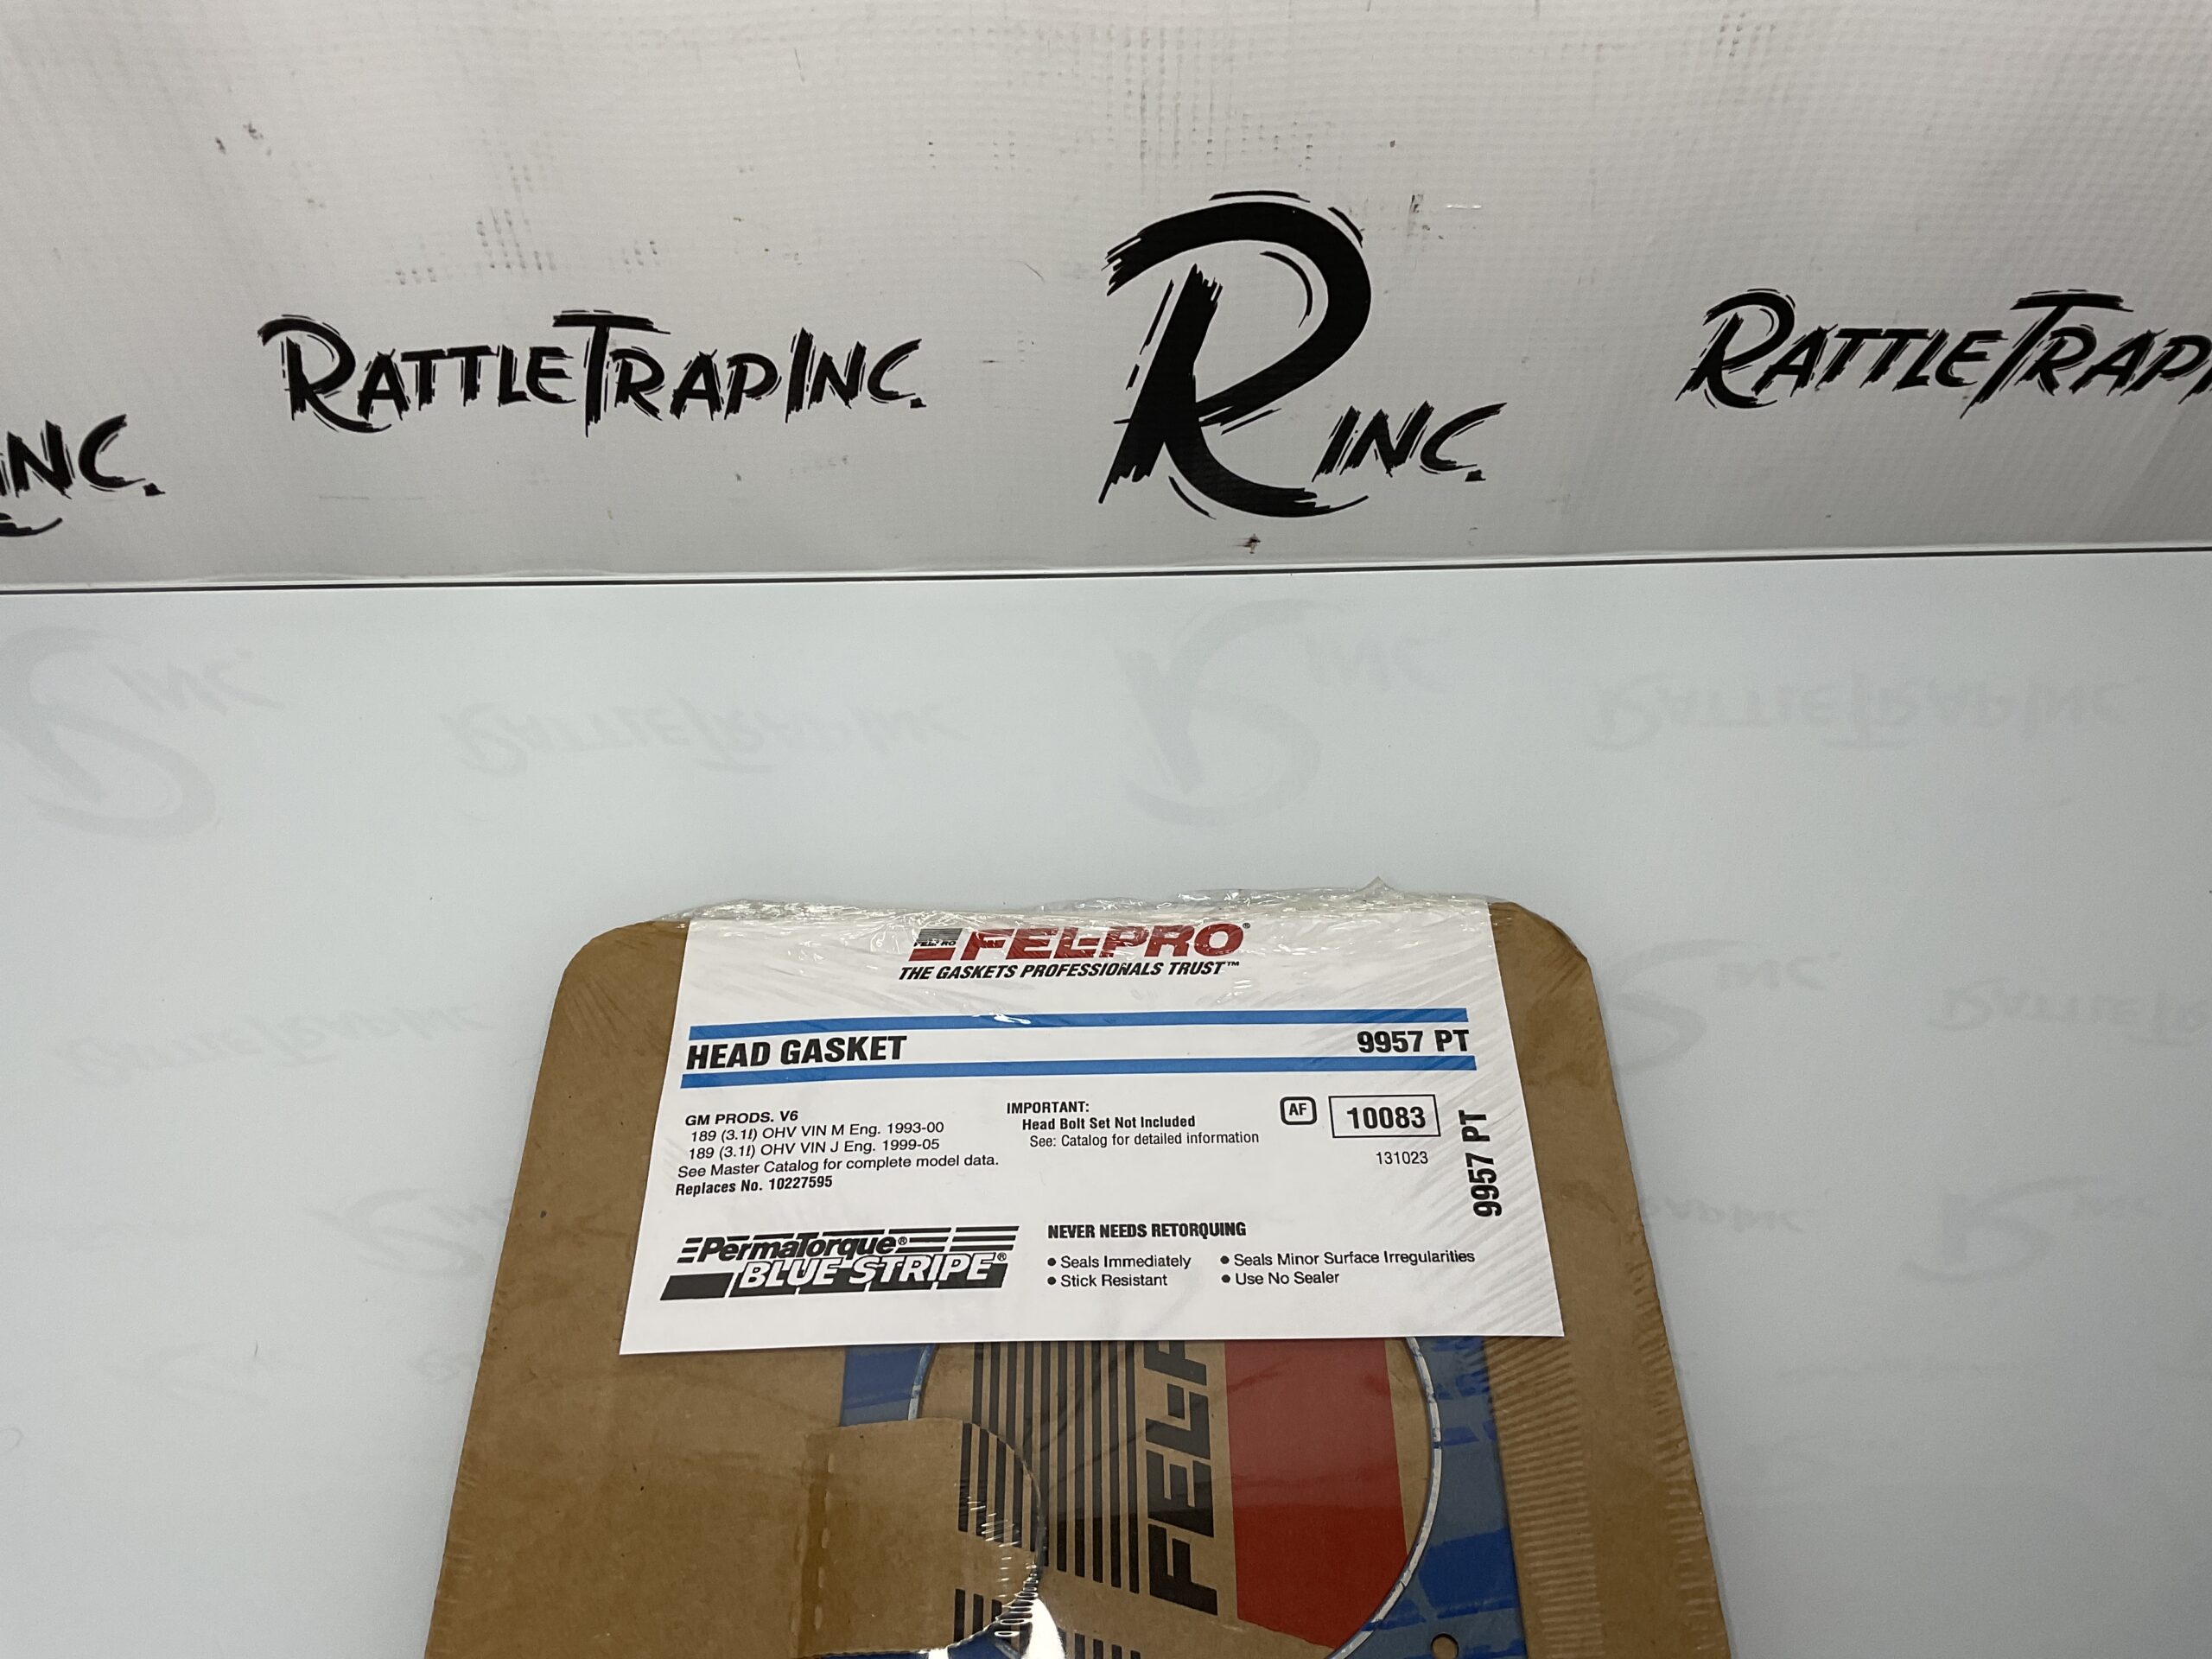 RATTLETRAPINC.
R INC.
RATTLETRAP
INC.
FEL-PRO®
THE GASKETS PROFESSIONALS TRUST™
HEAD GASKET
9957 PT
GM PRODS. V6
189 (3.1ℓ) OHV VIN M Eng. 1993-00
189 (3.1ℓ) OHV VIN J Eng. 1999-05
See Master Catalog for complete model data.
Replaces No. 10227595
IMPORTANT:
Head Bolt Set Not Included
See: Catalog for detailed information
AF
10083
131023
9957 PT
PermaTorque®
BLUE STRIPE®
NEVER NEEDS RETORQUING
• Seals Immediately
• Stick Resistant
• Seals Minor Surface Irregularities
• Use No Sealer
FEL-P